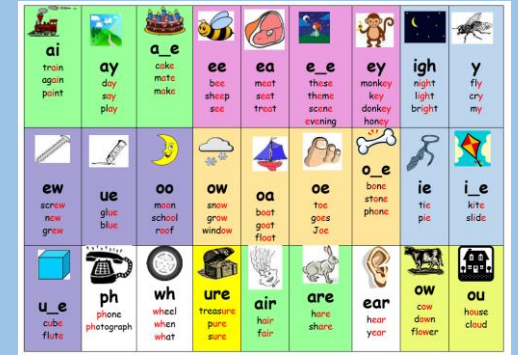 ai
train
again
paint
ay
day
say
play
a_e
cake
mate
make
ee
bee
sheep
see
ea
meat
seat
treat
e_e
these
theme
scene
evening
ey
monkey
key
donkey
honey
igh
night
light
bright
y
fly
cry
my
ew
screw
new
grew
ue
glue
blue
oo
moon
school
roof
ow
snow
grow
window
oa
boat
goat
float
oe
toe
goes
Joe
o_e
bone
stone
phone
ie
tie
pie
i_e
kite
slide
u_e
cube
flute
ph
phone
photograph
wh
wheel
when
what
ure
treasure
pure
sure
air
hair
fair
are
hare
share
ear
hear
year
ow
cow
down
flower
ou
house
cloud